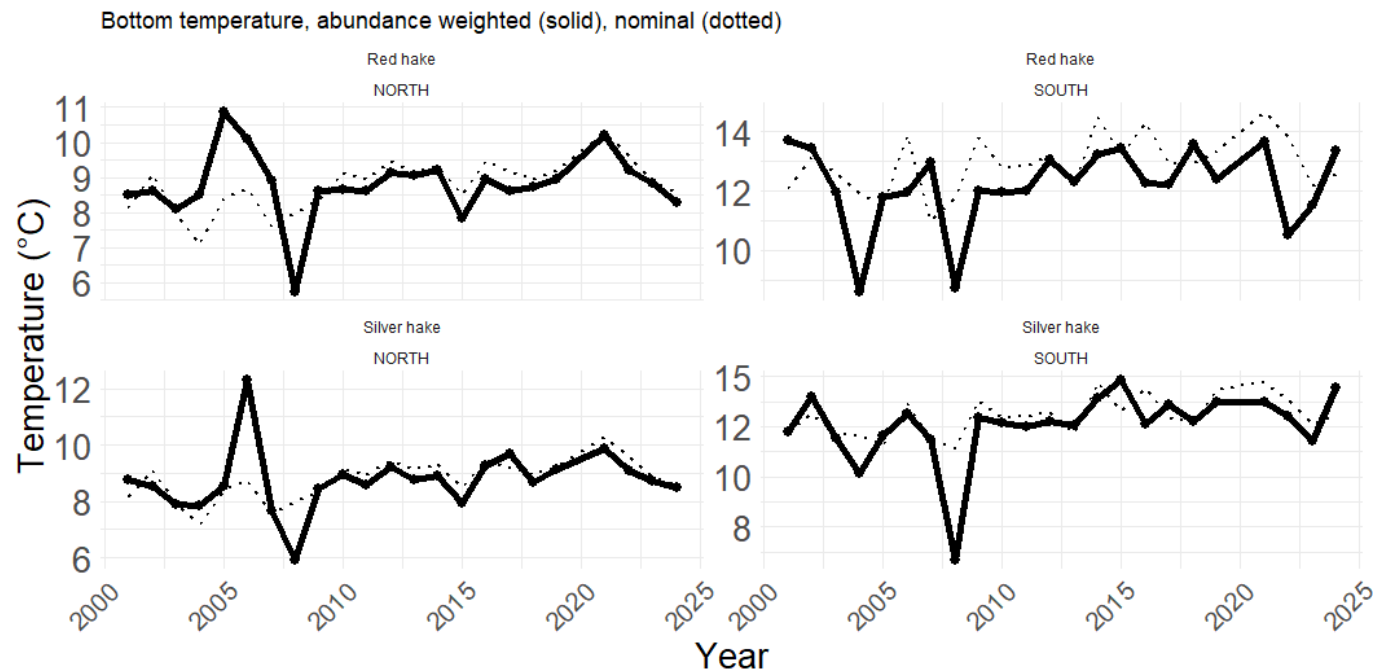 Bottom temperature, abundance weighted (solid), nominal (dotted)
Red hake
NORTH
Red hake
SOUTH
11
10
9
8
7
6
14
12
10
Silver hake
NORTH
Silver hake
SOUTH
12
10
8
6
15
12
10
8
2000
2005
2010
2015
2020
2025
2000
2005
2010
2015
2020
2025
Temperature (°C)
Year